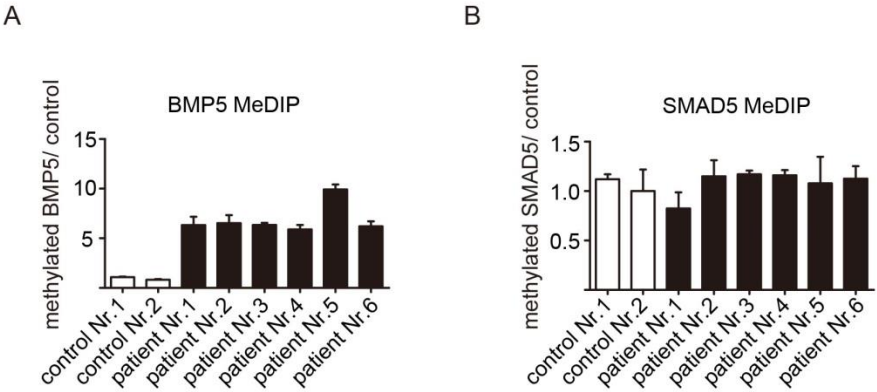 A
BMP5 MeDIP
methylated BMP5/ control
15
10
5
control Nr.1
control Nr.2
patient Nr.1
patient Nr.2
patient Nr.3
patient Nr.4
patient Nr.5
patient Nr.6
B
SMAD5 MeDIP
methylated SMAD5/ control
1.5
1.0
0.5
control Nr.1
control Nr.2
patient Nr.1
patient Nr.2
patient Nr.3
patient Nr.4
patient Nr.5
patient Nr.6